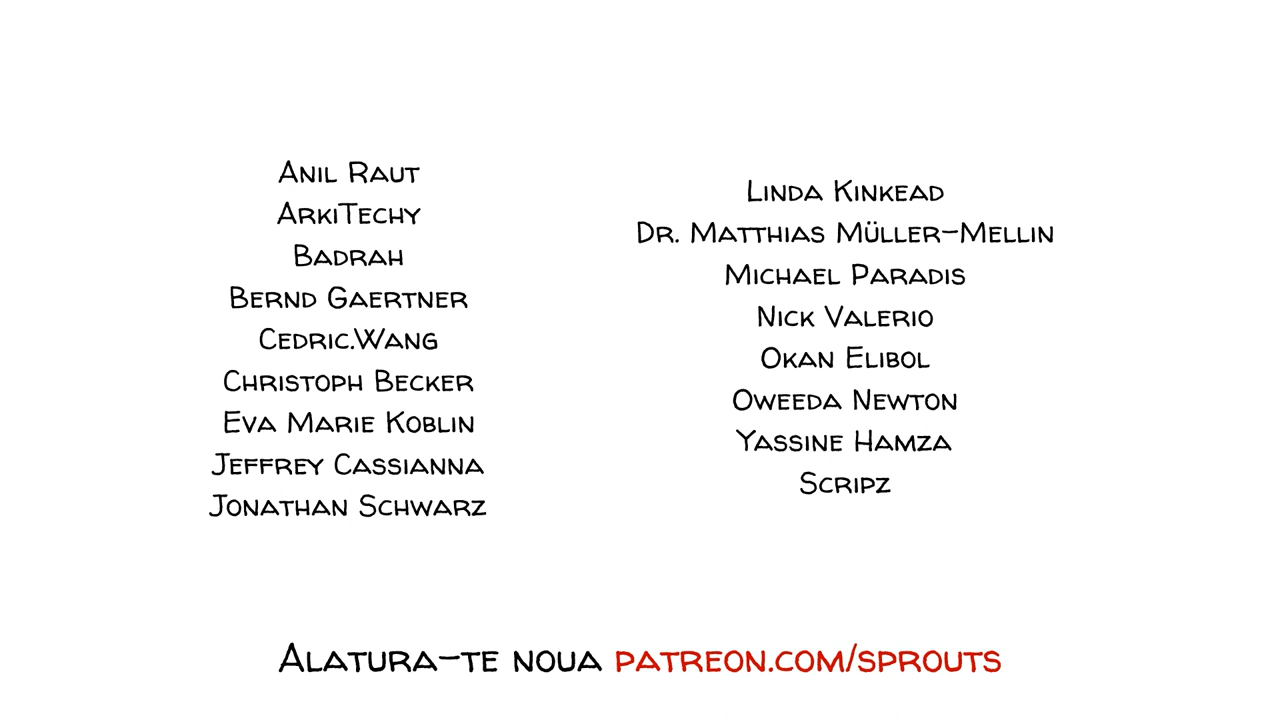 Anil Raut
ArkiTechy
Badrah
Bernd Gaertner
Cedric.Wang
Christoph Becker
Eva Marie Koblin
Jeffrey Cassianna
Jonathan Schwarz
Linda Kinkead
Dr. Matthias Müller-Mellin
Michael Paradis
Nick Valerio
Okan Elibol
Oweeda Newton
Yassine Hamza
Scripz
Alatura-te noua patreon.com/sprouts